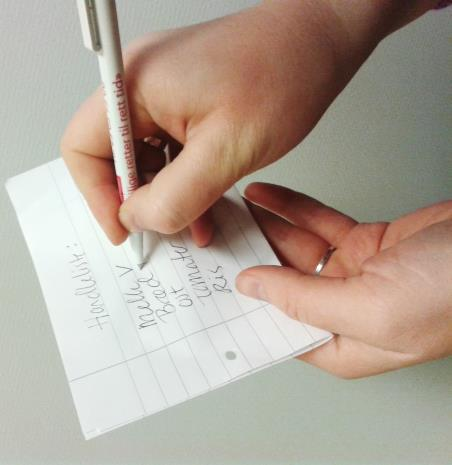 Handleliste:
Melk V
Brød
ost
tomater
Ris
retter til rett tid»